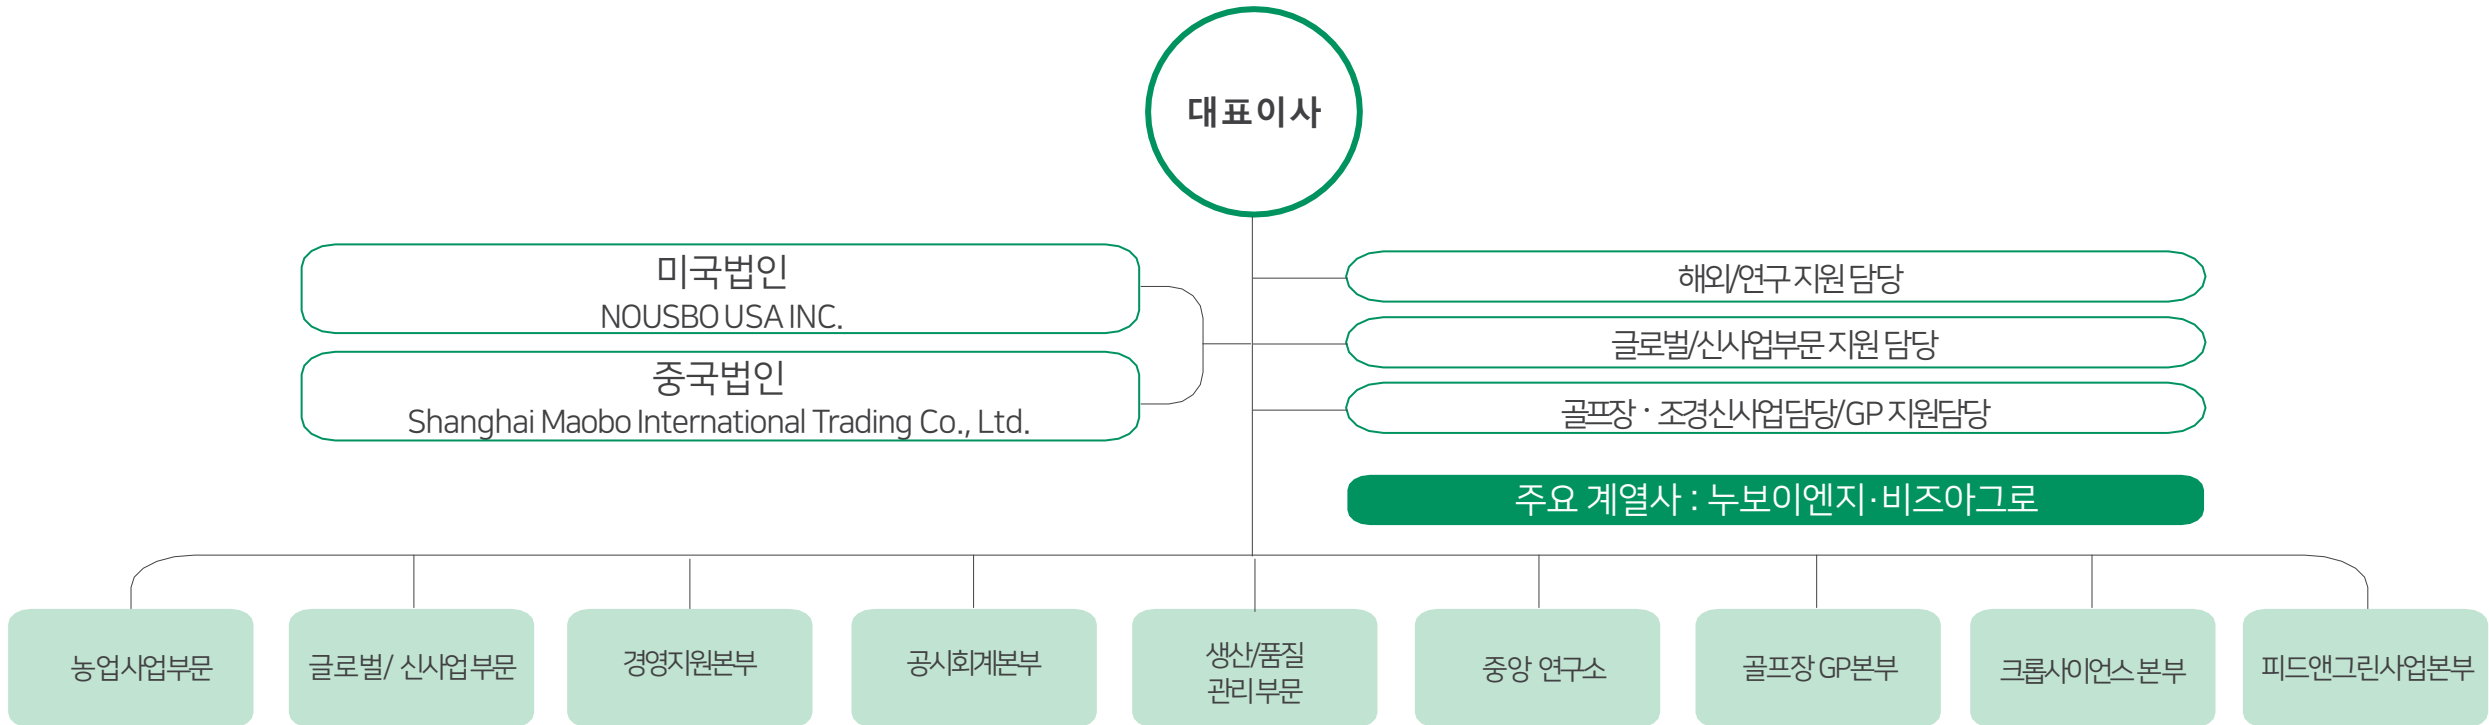 대표이사
미국법인
NOUSBO USA INC.
중국법인
Shanghai Maobo International Trading Co., Ltd.
해외/연구 지원 담당
글로벌/신사업부문 지원 담당
골프장 · 조경신사업담당/GP 지원담당
주요 계열사 : 누보이엔지·비즈아그로
농업사업부문
글로벌/ 신사업 부문
경영지원본부
공시회계본부
생산/품질
관리 부문
중앙 연구소
골프장 GP본부
크롭사이언스 본부
피드앤그린사업본부